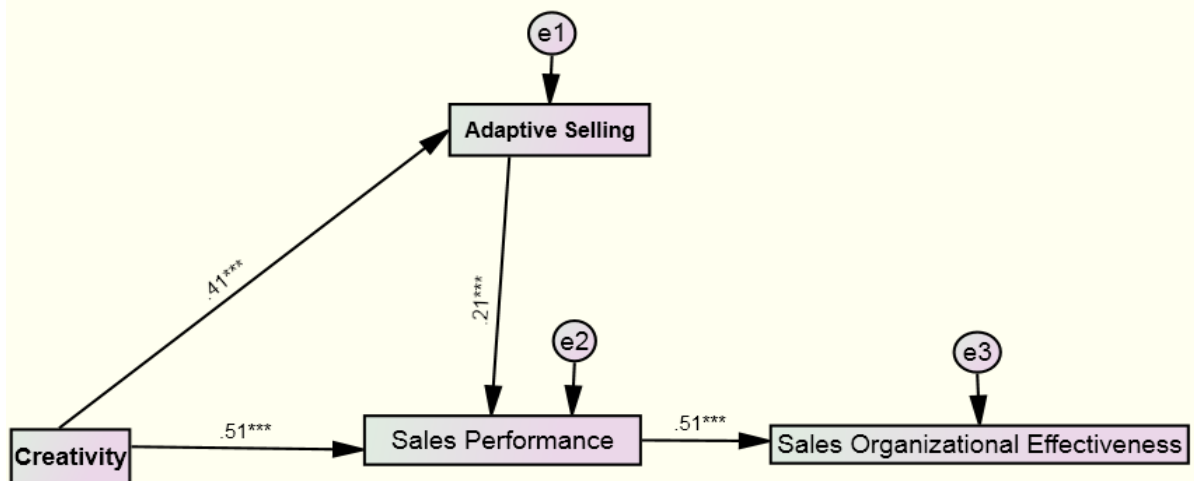 e1
Adaptive Selling
.41***
.21***
e2
e3
Creativity
.51***
Sales Performance
.51***
Sales Organizational Effectiveness